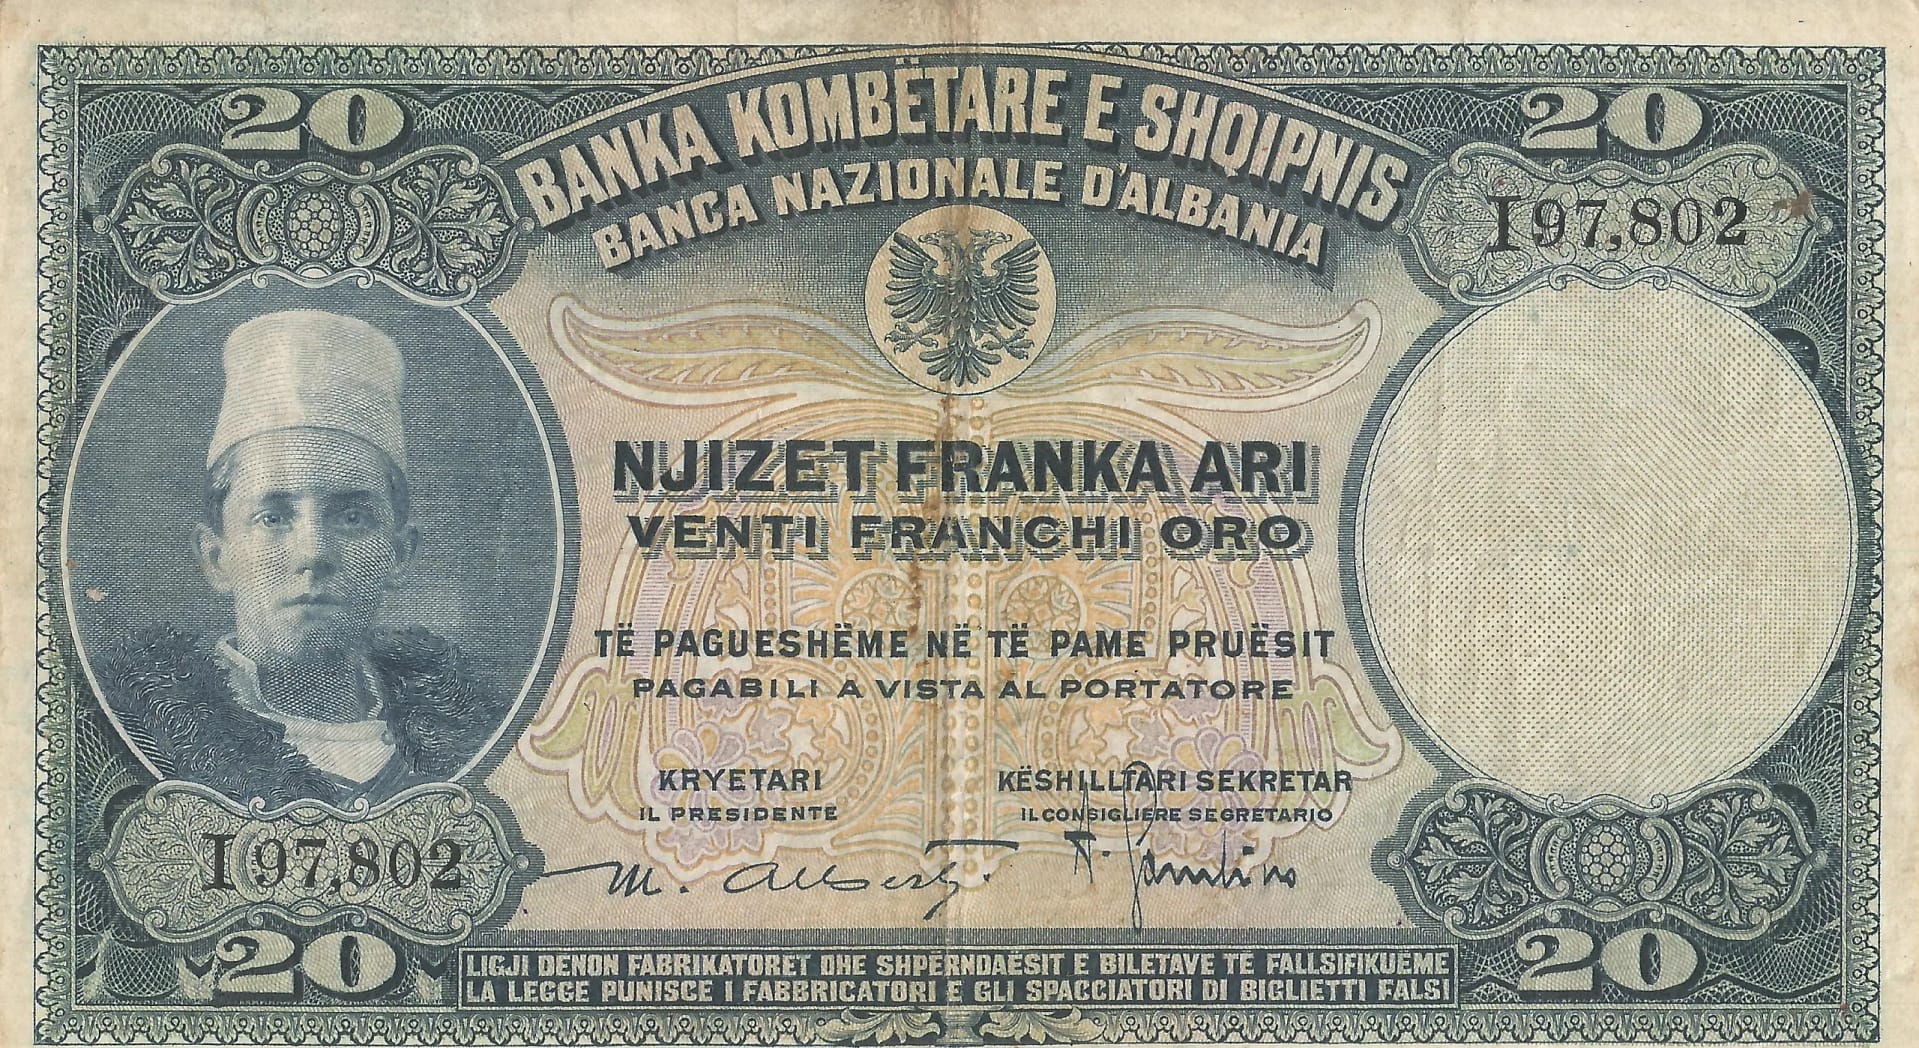 20 20
BANKA KOMBËTARE E SHQIPNIS
BANCA NAZIONALE D'ALBANIA
I 97,802
NJIZET FRANKA ARI
VENTI FRANCHI ORO
TË PAGUESHËME NË TË PAME PRUËSIT
PAGABILI A VISTA AL PORTATORE
KRYETARI KËSHILLTARI SEKRETAR
IL PRESIDENTE IL CONSIGLIERE SEGRETARIO
I 97,802
M. Alberti
20 20
LIGJI DENON FABRIKATORET DHE SHPËRNDAËSIT E BILETAVE TË FALLSIFIKUEME
LA LEGGE PUNISCE I FABBRICATORI E GLI SPACCIATORI DI BIGLIETTI FALSI